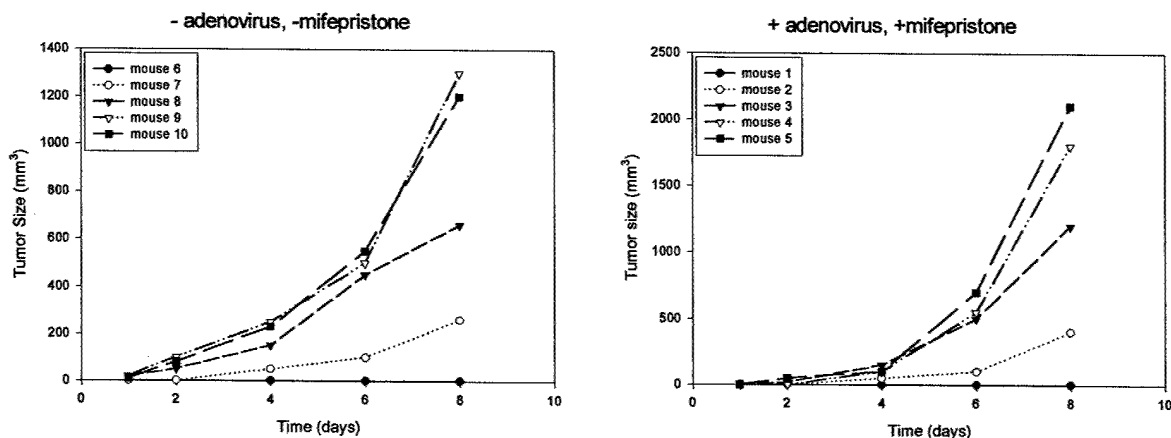 - adenovirus, -mifepristone
1400
1200
1000
800
600
400
200
0
Tumor Size (mm³)
mouse 6
mouse 7
mouse 8
mouse 9
mouse 10
0 2 4 6 8 10
Time (days)
+ adenovirus, +mifepristone
2500
2000
1500
1000
500
0
Tumor size (mm³)
mouse 1
mouse 2
mouse 3
mouse 4
mouse 5
0 2 4 6 8 10
Time (days)